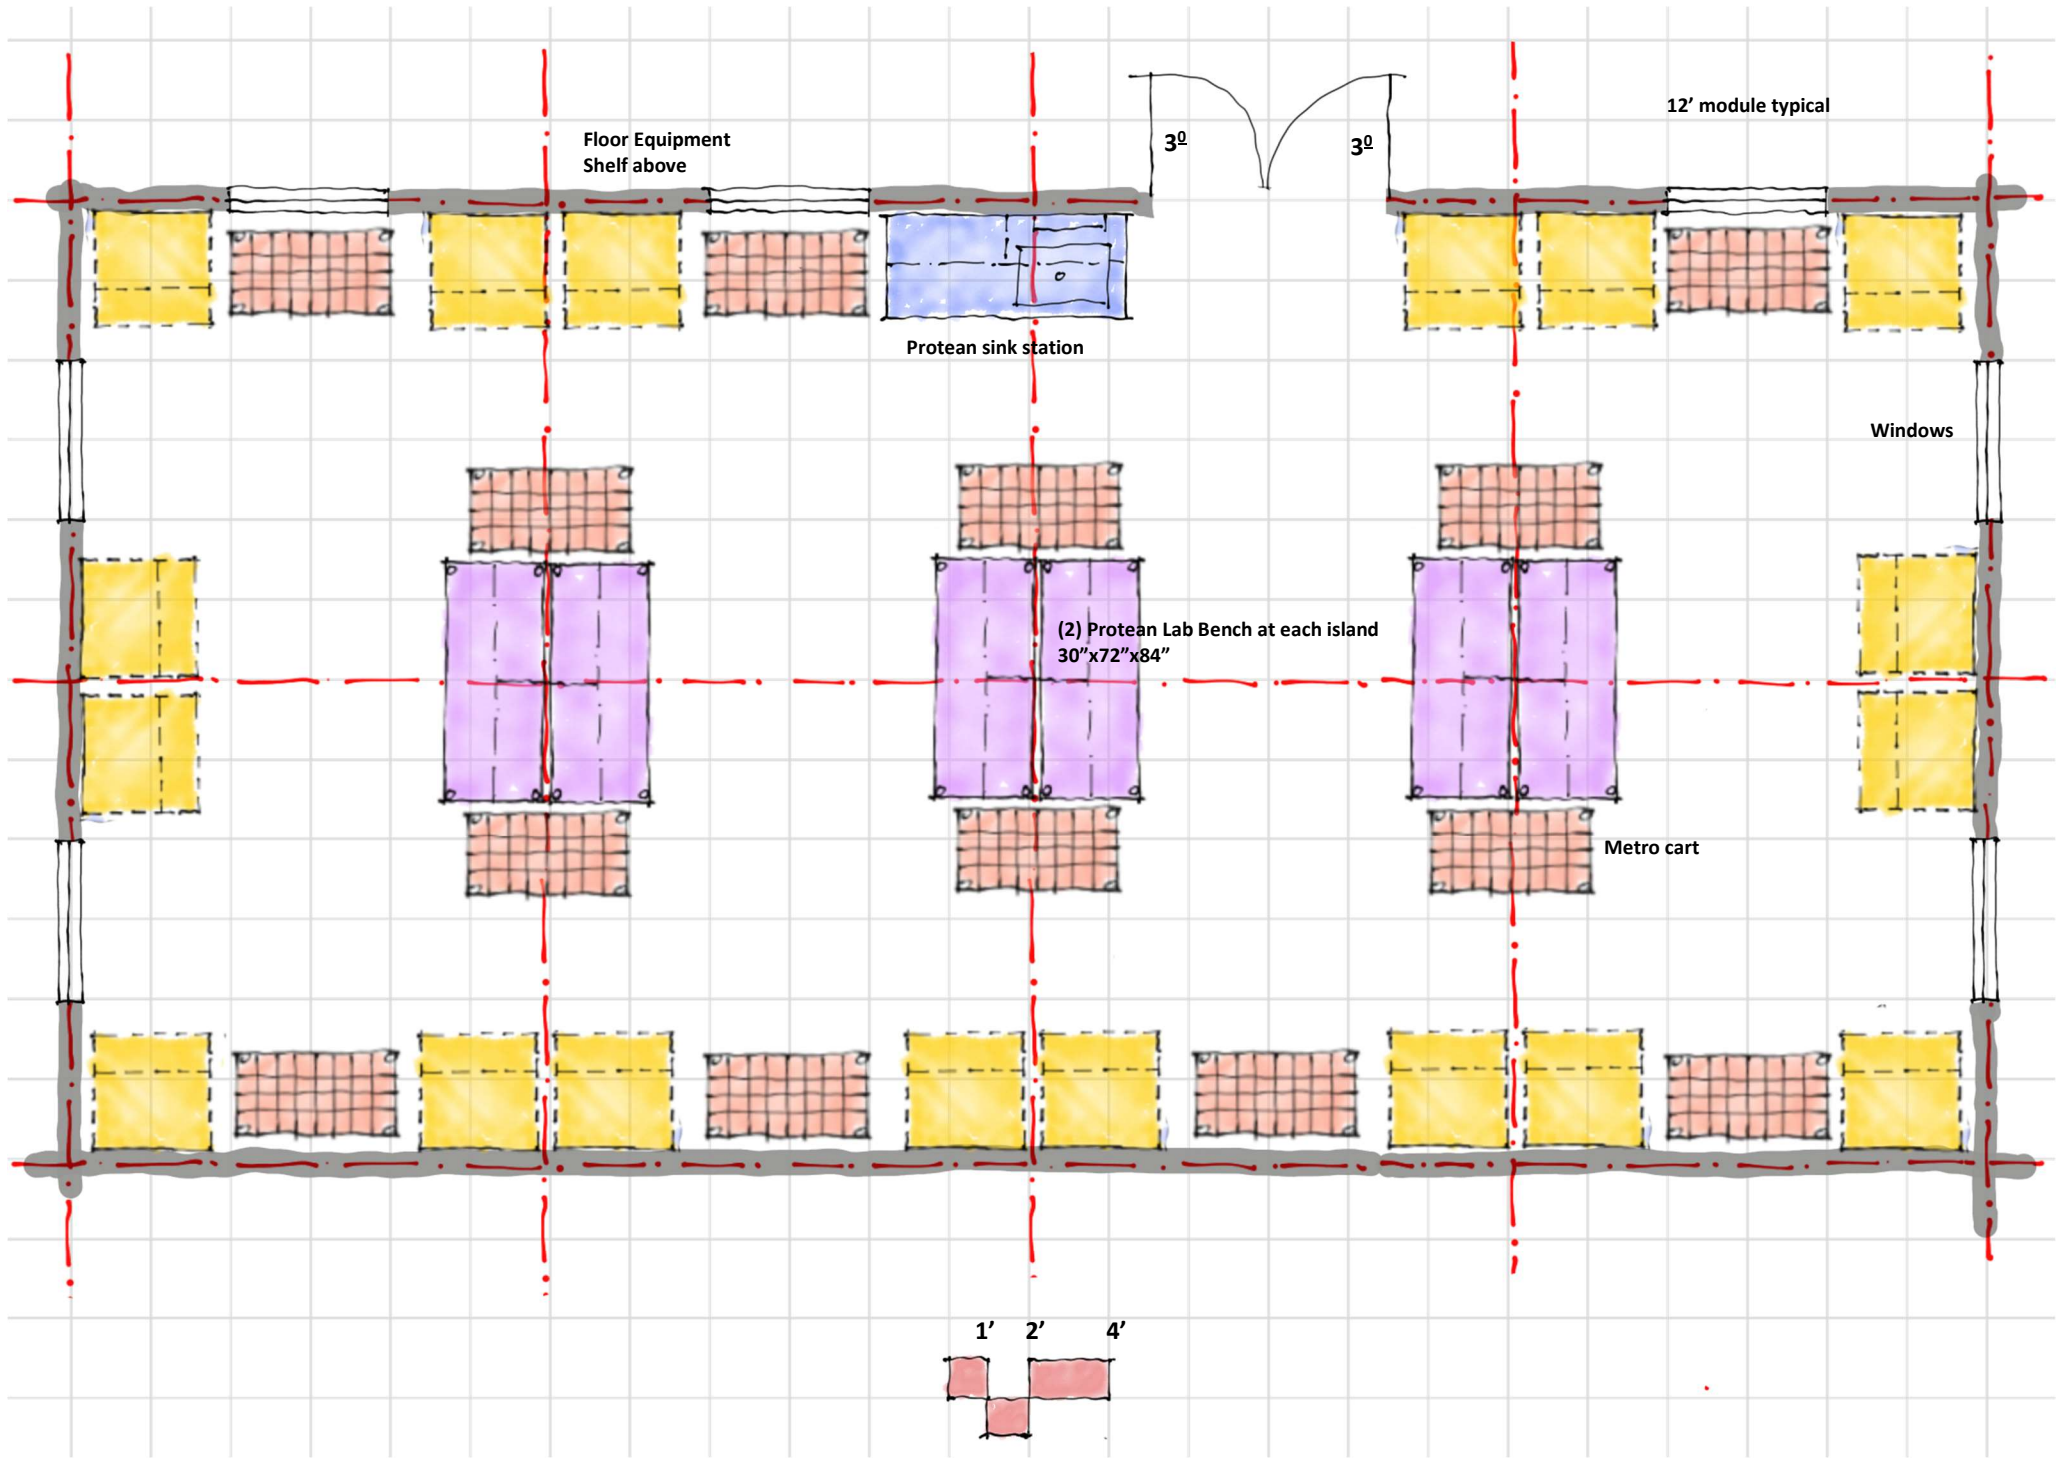 12’ module typical
Floor Equipment
Shelf above
3⁰
3⁰
Protean sink station
Windows
(2) Protean Lab Bench at each island
30”x72”x84”
Metro cart
1’ 2’ 4’